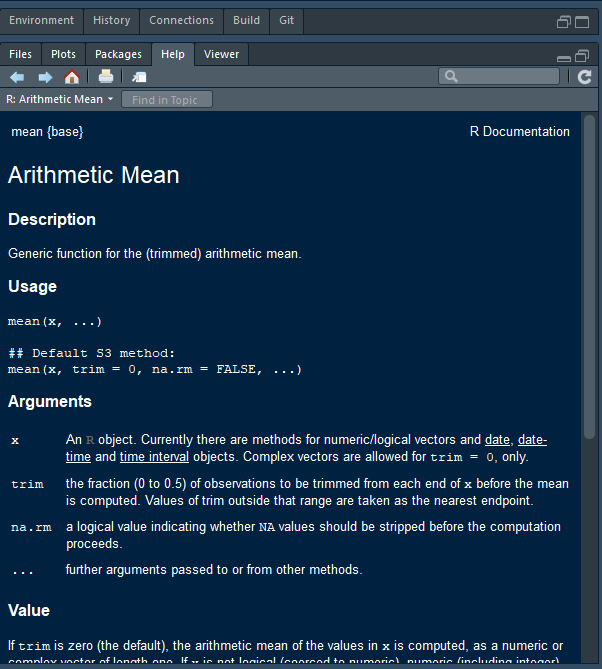 Environment History Connections Build Git
Files Plots Packages Help Viewer
R: Arithmetic Mean Find in Topic
mean {base} R Documentation
Arithmetic Mean
Description
Generic function for the (trimmed) arithmetic mean.
Usage
mean(x, ...)
## Default S3 method:
mean(x, trim = 0, na.rm = FALSE, ...)
Arguments
x An R object. Currently there are methods for numeric/logical vectors and date, date-
time and time interval objects. Complex vectors are allowed for trim = 0, only.
trim the fraction (0 to 0.5) of observations to be trimmed from each end of x before the mean
is computed. Values of trim outside that range are taken as the nearest endpoint.
na.rm a logical value indicating whether NA values should be stripped before the computation
proceeds.
... further arguments passed to or from other methods.
Value
If trim is zero (the default), the arithmetic mean of the values in x is computed, as a numeric or
complex vector of length one. If x is not logical (coerced to numeric), numeric (including integer)